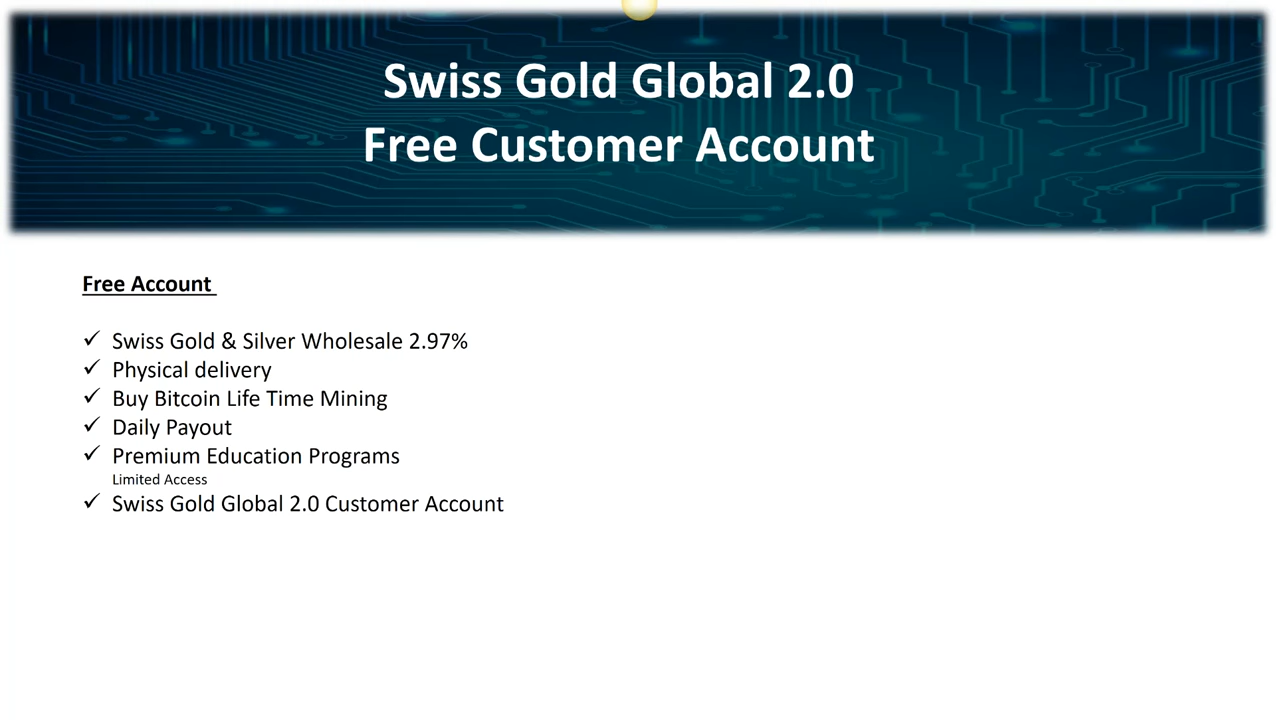 Swiss Gold Global 2.0
Free Customer Account
Free Account
✓ Swiss Gold & Silver Wholesale 2.97%
✓ Physical delivery
✓ Buy Bitcoin Life Time Mining
✓ Daily Payout
✓ Premium Education Programs
Limited Access
✓ Swiss Gold Global 2.0 Customer Account